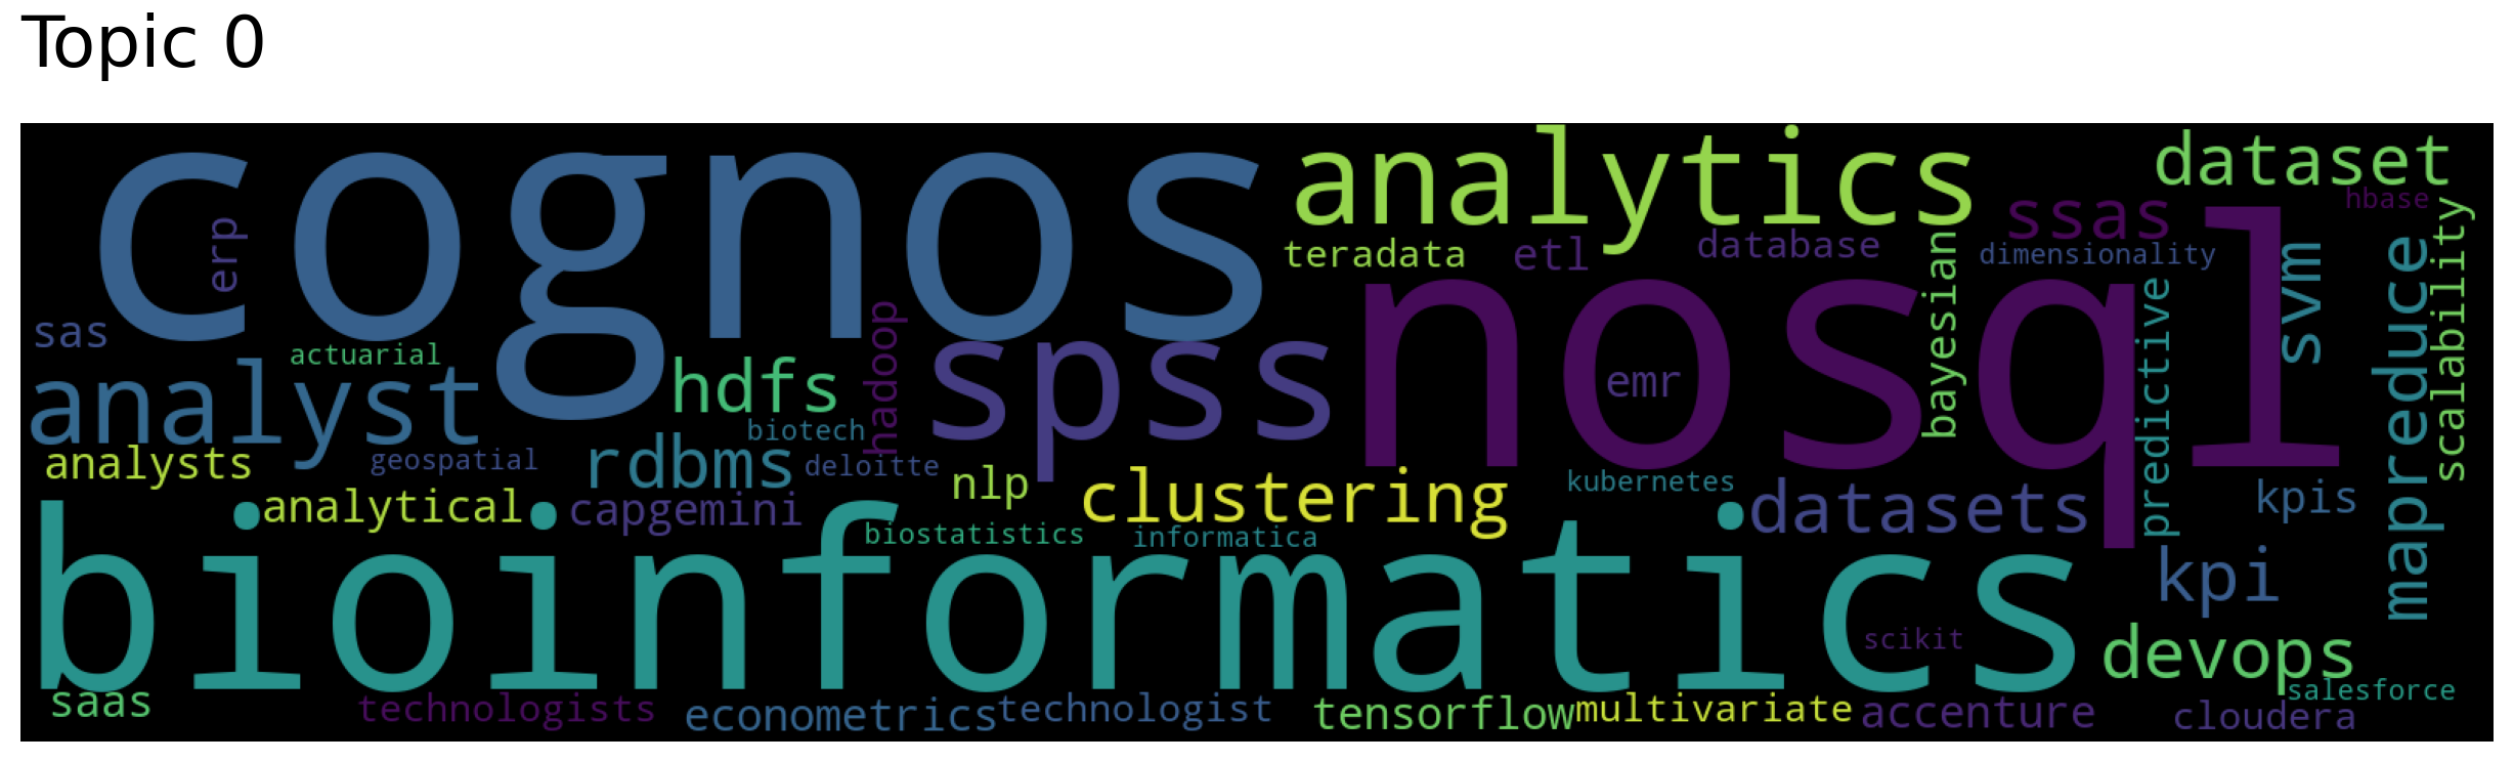 Topic 0
cognos
analytics
dataset
hbase
erp
ssas
teradata
etl
database
dimensionality
bayesian
svm
scalability
mapreduce
predictive
nosql
emr
sas
actuarial
hadoop
spss
hdfs
analyst
biotech
analysts
geospatial
rdbms
deloitte
nlp
clustering
kubernetes
datasets
kpis
analytical
capgemini
biostatistics
informatica
bioinformatics
kpi
scikit
devops
salesforce
saas
technologists
econometrics
technologist
tensorflow
multivariate
accenture
cloudera